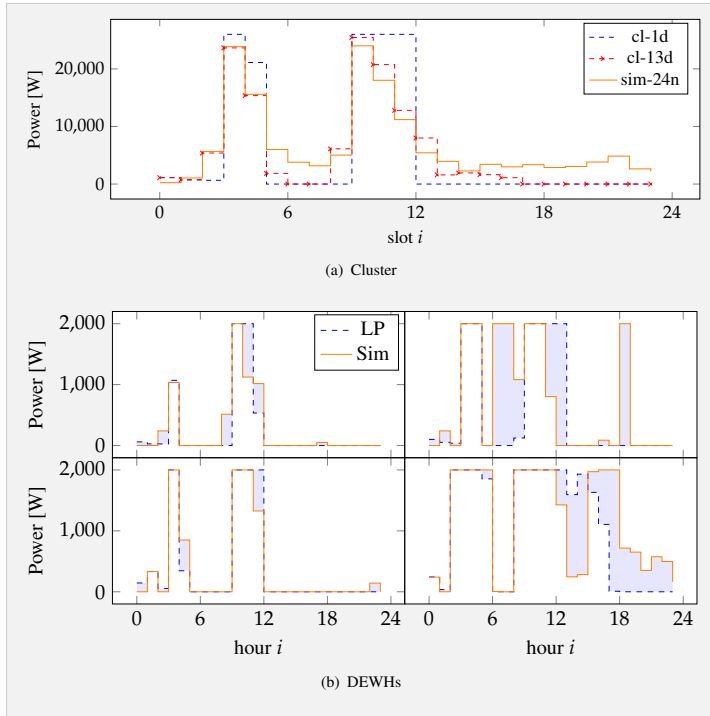 cl-1d
20,000
cl-13d
sim-24n
Power [W]
10,000
0
0 6 12 18 24
slot i
(a) Cluster
2,000
LP
Sim
Power [W]
1,000
0
2,000
Power [W]
1,000
0
0 6 12 18 24 0 6 12 18 24
hour i hour i
(b) DEWHs